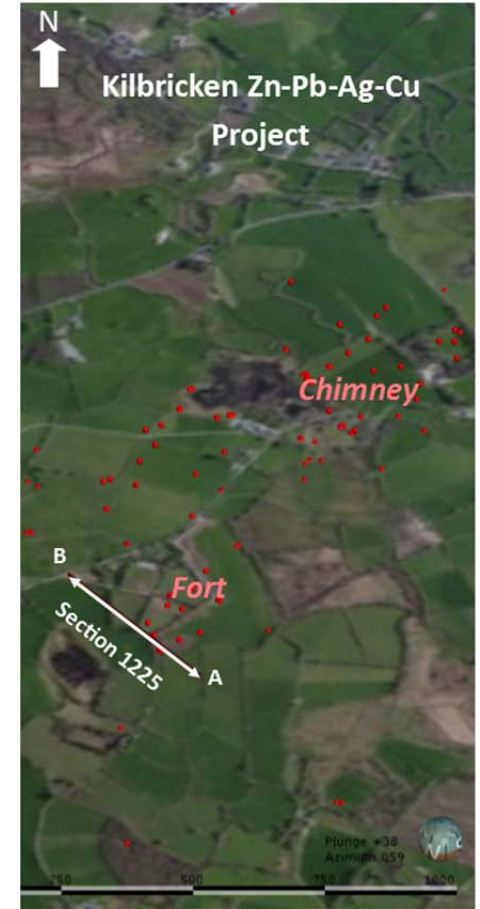 N
Kilbricken Zn-Pb-Ag-Cu
Project
Chimney
B
Fort
Section 1225
A
Plunge +38
Azimuth 059
250 500 750 1000